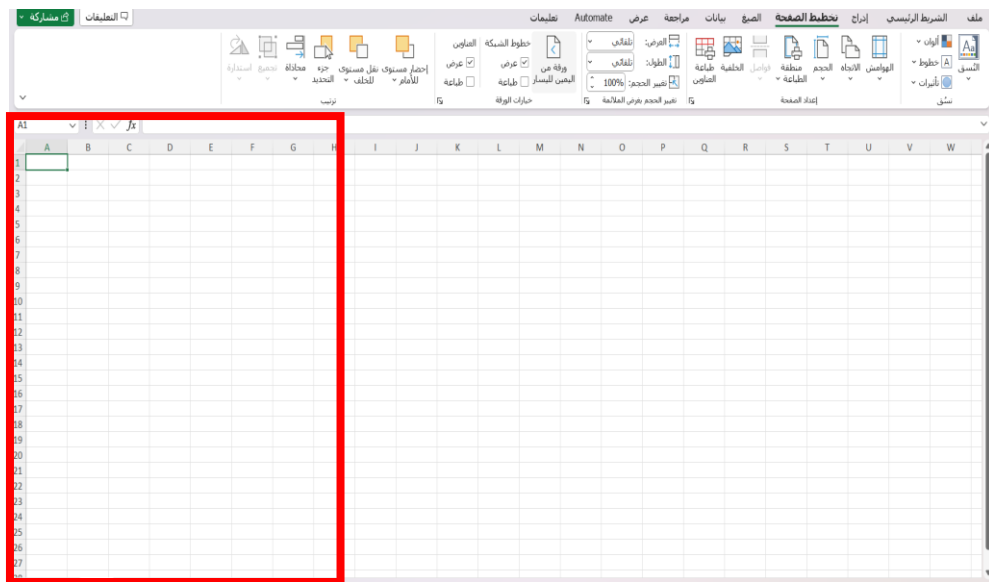 ملف الشريط الرئيسي إدراج تخطيط الصفحة الصيغ بيانات مراجعة عرض Automate تعليمات التعليقات مشاركة
ألوان خطوط تأثيرات النُسق
الهوامش الاتجاه الحجم منطقة الطباعة فواصل الخلفية طباعة العناوين
العرض: تلقائي
الطول: تلقائي
تغيير الحجم: 100%
ورقة من اليمين لليسار
خطوط الشبكة العناوين
عرض عرض
طباعة طباعة
إحضار مستوى للأمام نقل مستوى للخلف جزء التحديد محاذاة تجميع استدارة
نسُق إعداد الصفحة تغيير الحجم بغرض الملائمة خيارات الورقة ترتيب
A1 fx
A B C D E F G H I J K L M N O P Q R S T U V W
1
2
3
4
5
6
7
8
9
10
11
12
13
14
15
16
17
18
19
20
21
22
23
24
25
26
27